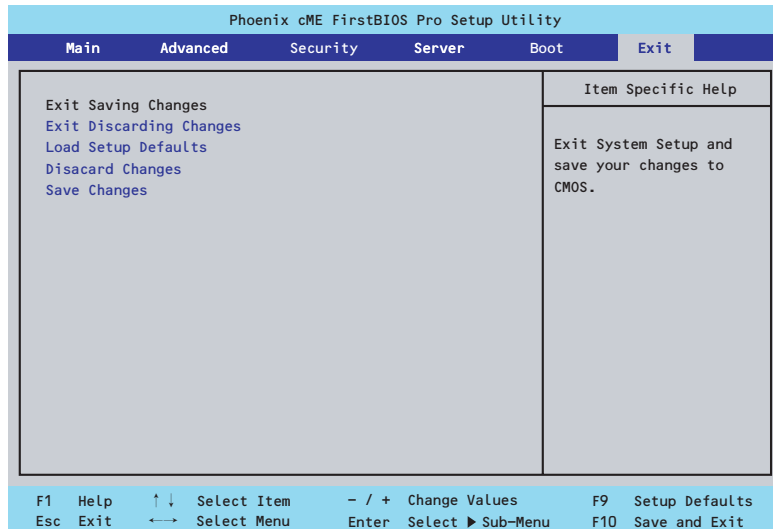 Phoenix cME FirstBIOS Pro Setup Utility
Main Advanced Security Server Boot Exit
Item Specific Help
Exit Saving Changes
Exit Discarding Changes
Load Setup Defaults
Disacard Changes
Save Changes
Exit System Setup and
save your changes to
CMOS.
F1 Help ↑↓ Select Item - / + Change Values F9 Setup Defaults
Esc Exit ←→ Select Menu Enter Select ▶ Sub-Menu F10 Save and Exit